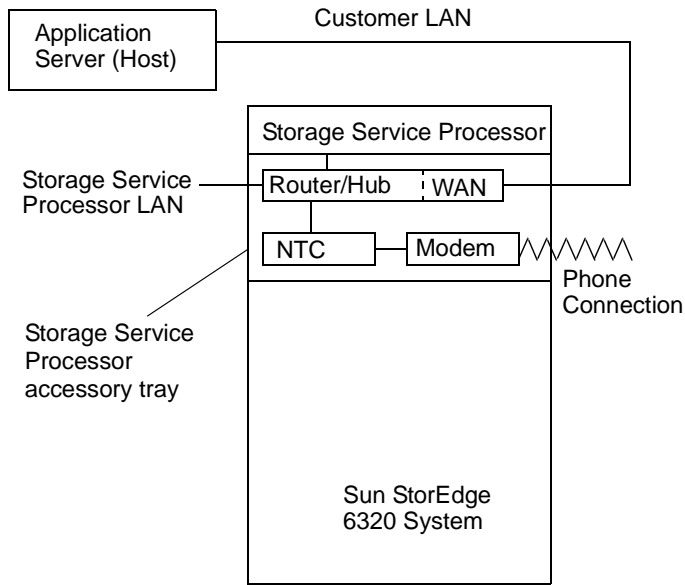 Customer LAN
Application
Server (Host)
Storage Service Processor
Storage Service
Processor LAN
Router/Hub
WAN
NTC
Modem
Phone
Connection
Storage Service
Processor
accessory tray
Sun StorEdge
6320 System